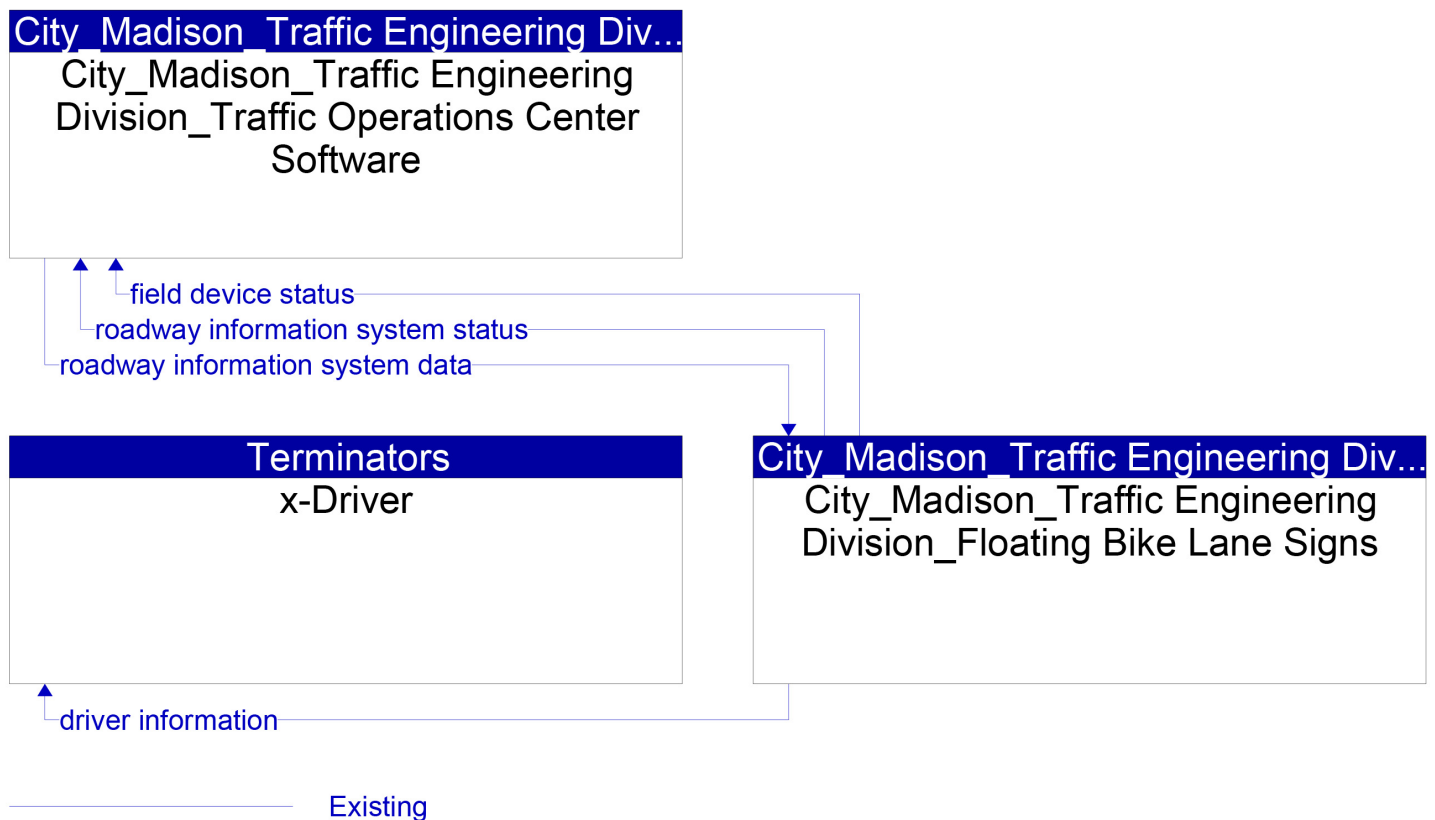 City_Madison_Traffic Engineering Div...
City_Madison_Traffic Engineering
Division_Traffic Operations Center
Software
field device status
roadway information system status
roadway information system data
Terminators
x-Driver
City_Madison_Traffic Engineering Div...
City_Madison_Traffic Engineering
Division_Floating Bike Lane Signs
driver information
Existing